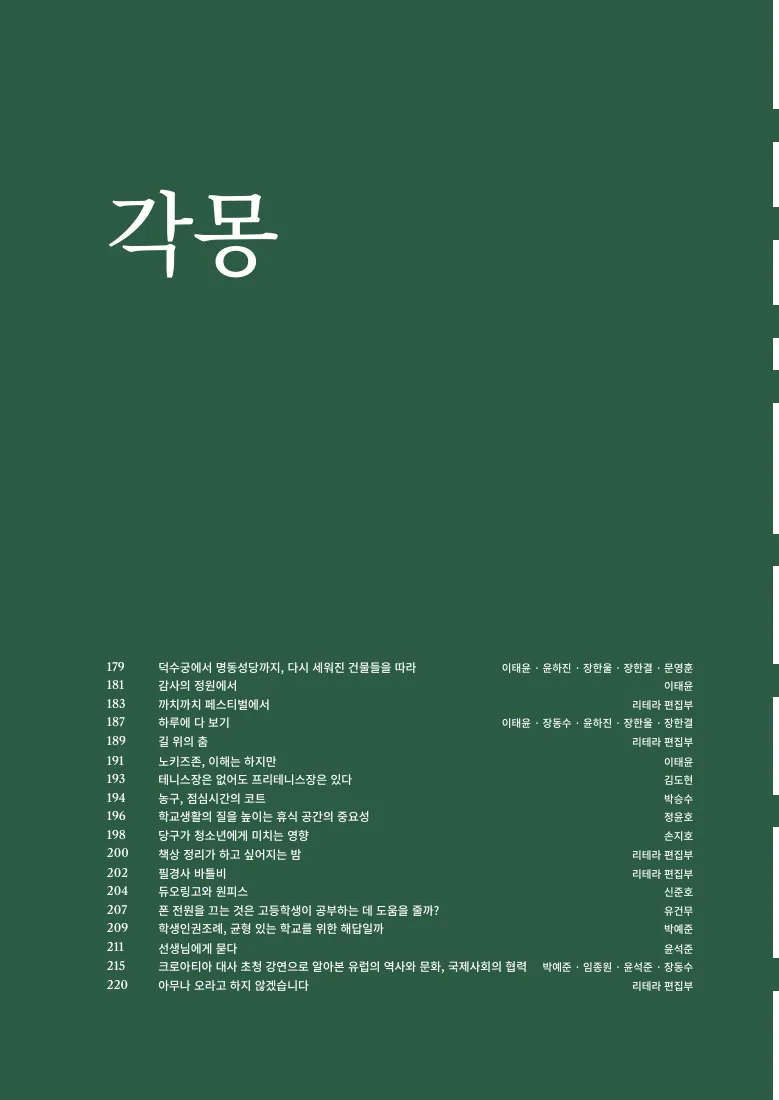 각몽
179 덕수궁에서 명동성당까지, 다시 세워진 건물들을 따라 이태윤 · 윤하진 · 장한울 · 장한결 · 문영훈
181 감사의 정원에서 이태윤
183 까치까치 페스티벌에서 리테라 편집부
187 하루에 다 보기 이태윤 · 장동수 · 윤하진 · 장한울 · 장한결
189 길 위의 춤 리테라 편집부
191 노키즈존, 이해는 하지만 이태윤
193 테니스장은 없어도 프리테니스장은 있다 김도현
194 농구, 점심시간의 코트 박승수
196 학교생활의 질을 높이는 휴식 공간의 중요성 정윤호
198 당구가 청소년에게 미치는 영향 손지호
200 책상 정리가 하고 싶어지는 밤 리테라 편집부
202 필경사 바틀비 리테라 편집부
204 듀오링고와 원피스 신준호
207 폰 전원을 끄는 것은 고등학생이 공부하는 데 도움을 줄까? 유건무
209 학생인권조례, 균형 있는 학교를 위한 해답일까 박예준
211 선생님에게 묻다 윤석준
215 크로아티아 대사 초청 강연으로 알아본 유럽의 역사와 문화, 국제사회의 협력 박예준 · 임종원 · 윤석준 · 장동수
220 아무나 오라고 하지 않겠습니다 리테라 편집부